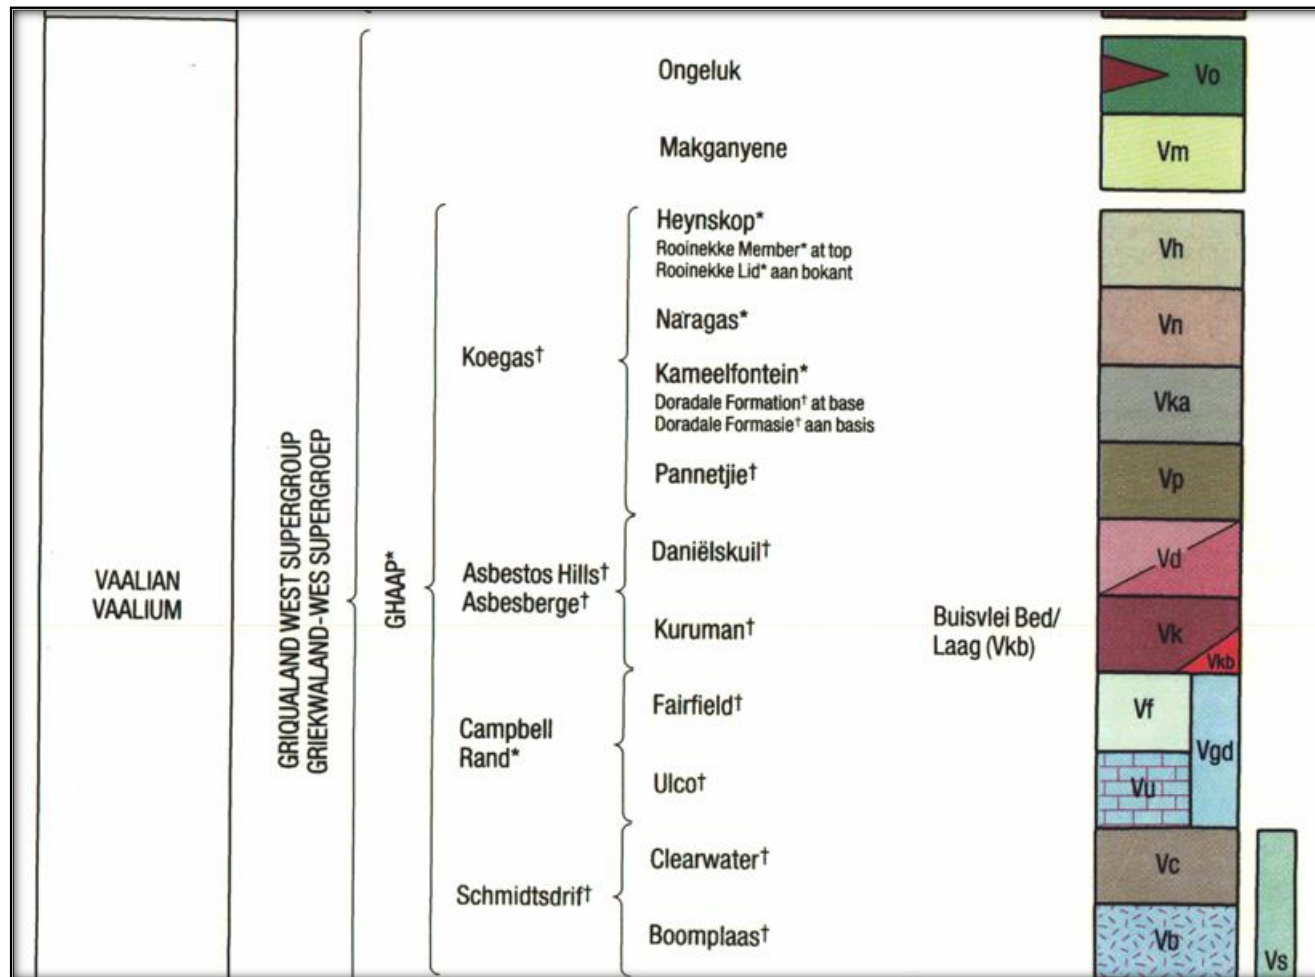 Ongeluk
Vo
Makganyene
Vm
Heynskop*
Rooinekke Member* at top
Rooinekke Lid* aan bokant
Vh
Naragas*
Vn
Koegas†
Kameelfontein*
Doradale Formation† at base
Doradale Formasie† aan basis
Vka
Pannetjie†
Vp
VAALIAN
VAALIUM
GRIQUALAND WEST SUPERGROUP
GRIEKWALAND-WES SUPERGROEP
GHAAP*
Asbestos Hills†
Asbesberge†
Daniëlskuil†
Vd
Kuruman†
Buisvlei Bed/
Laag (Vkb)
Vk
Vkb
Campbell
Rand*
Fairfield†
Vf
Vgd
Ulco†
Vu
Schmidtsdrif†
Clearwater†
Vc
Boomplaas†
Vb
Vs